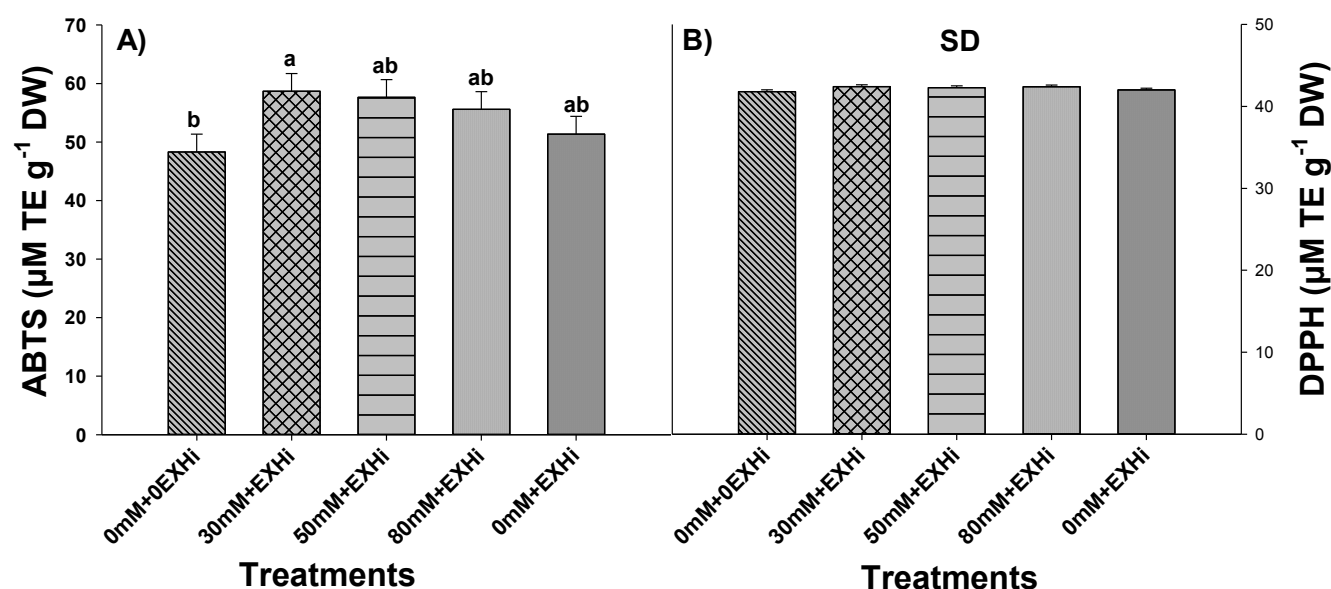 A)
ABTS (µM TE g⁻¹ DW)
70
60
50
40
30
20
10
0
b
a
ab
ab
ab
0mM+0EXHi
30mM+EXHi
50mM+EXHi
80mM+EXHi
0mM+EXHi
Treatments
B)
SD
50
40
30
20
10
0
DPPH (µM TE g⁻¹ DW)
0mM+0EXHi
30mM+EXHi
50mM+EXHi
80mM+EXHi
0mM+EXHi
Treatments